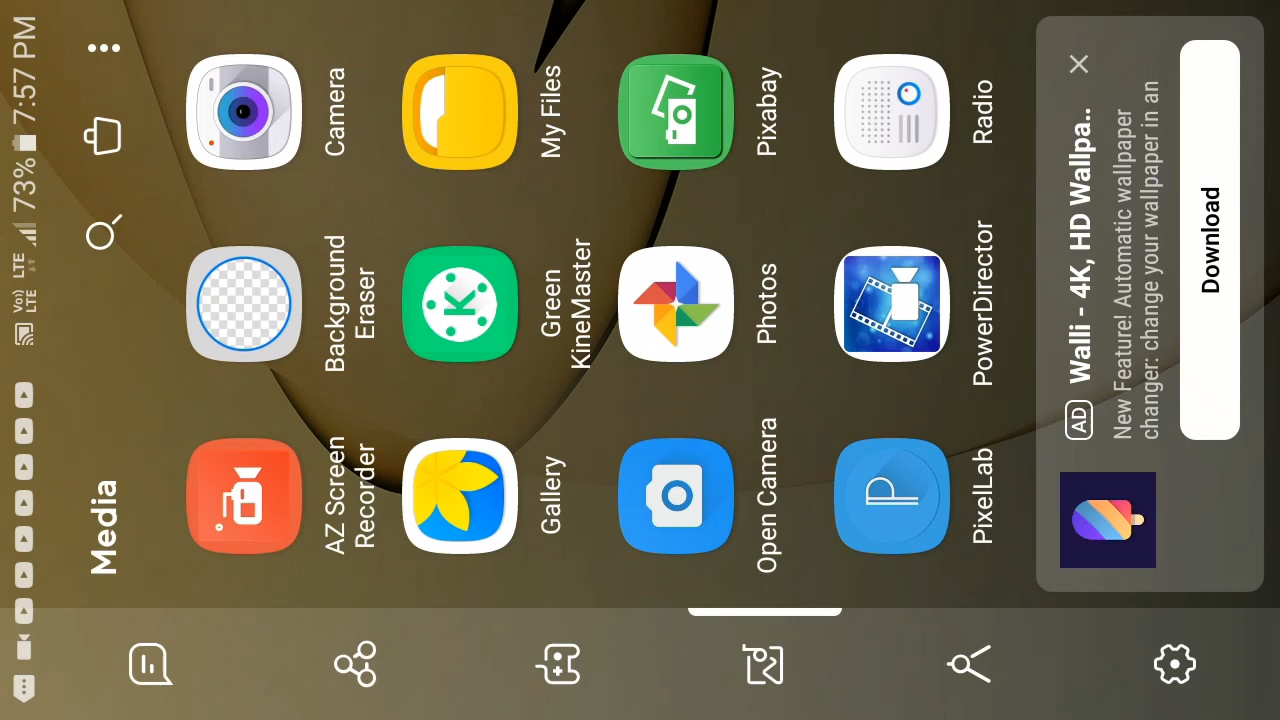 VoLTE LTE 73% 7:57 PM
Media
AZ Screen
Recorder
Background
Eraser
Camera
Gallery
Green
KineMaster
My Files
Open Camera
Photos
Pixabay
PixelLab
PowerDirector
Radio
AD Walli - 4K, HD Wallpa..
New Feature! Automatic wallpaper
changer: change your wallpaper in an
Download